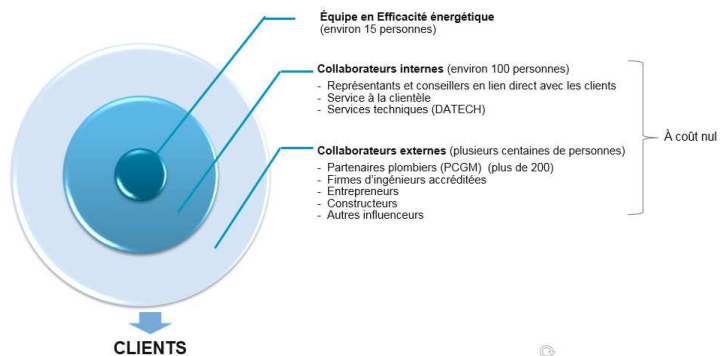 Équipe en Efficacité énergétique
(environ 15 personnes)
Collaborateurs internes (environ 100 personnes)
- Représentants et conseillers en lien direct avec les clients
- Service à la clientèle
- Services techniques (DATECH)
À coût nul
Collaborateurs externes (plusieurs centaines de personnes)
- Partenaires plombiers (PCGM) (plus de 200)
- Firmes d'ingénieurs accréditées
- Entrepreneurs
- Constructeurs
- Autres influenceurs
CLIENTS